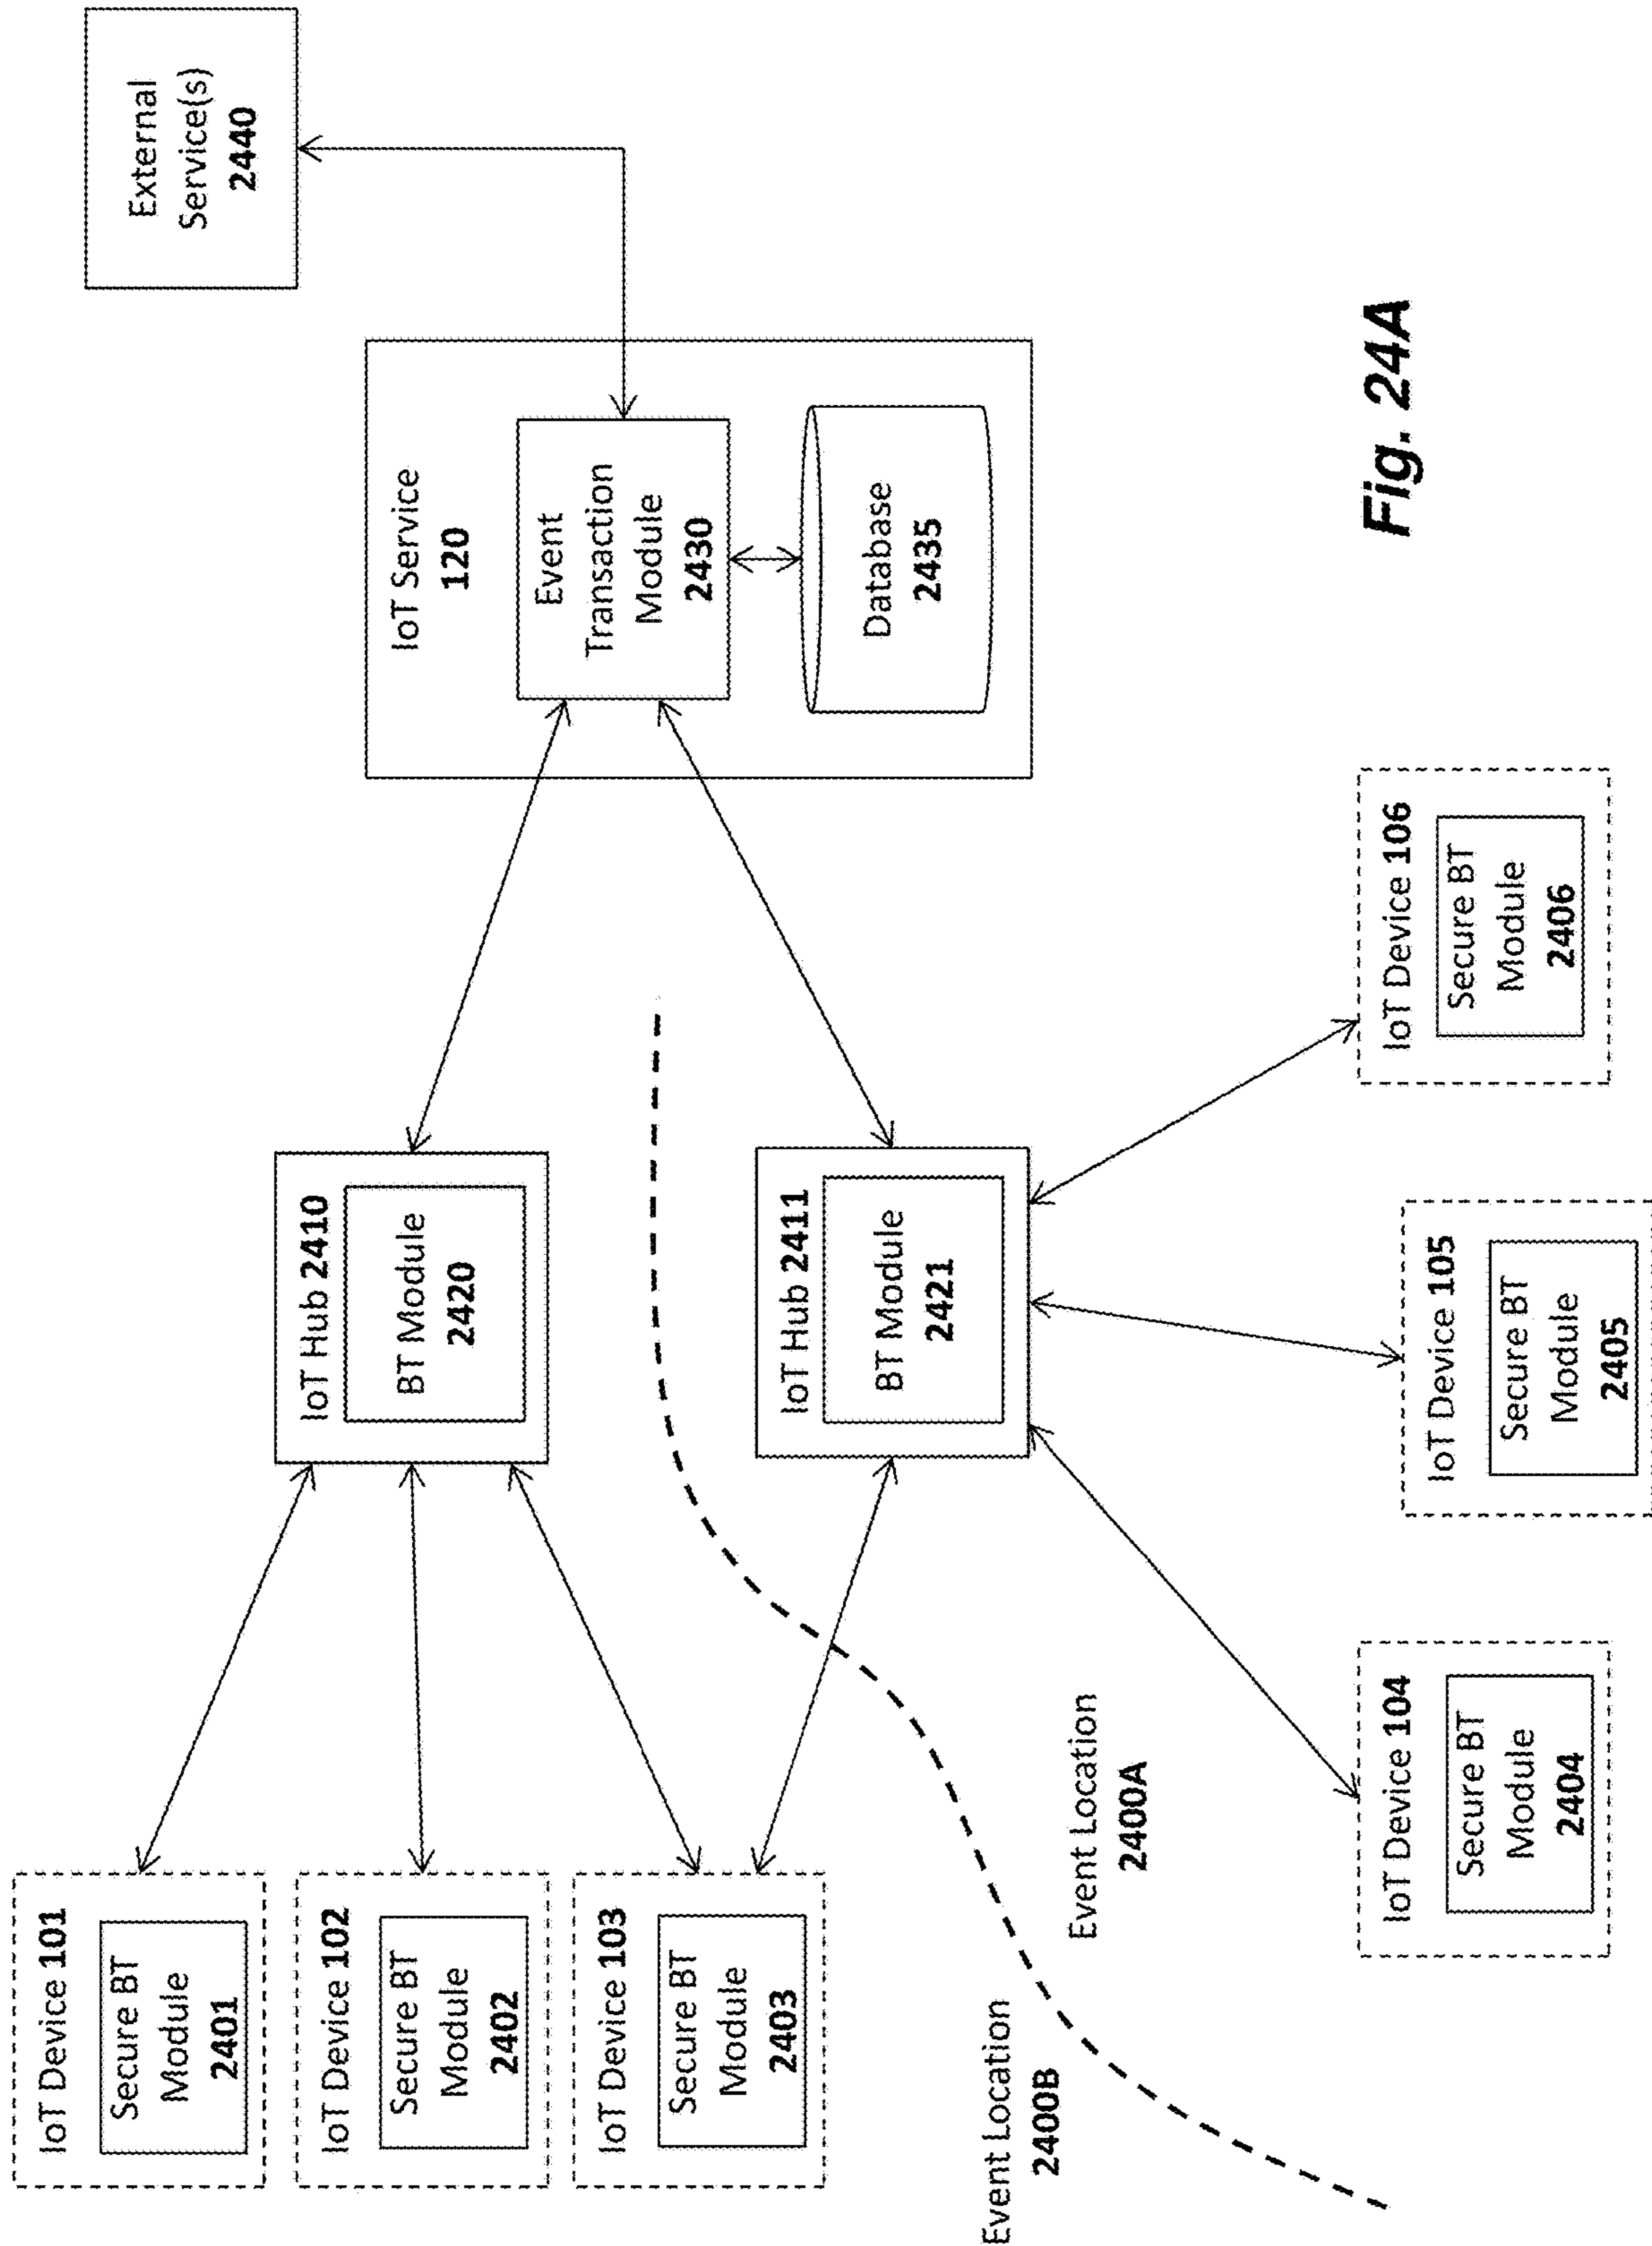 IoT Device 101
Secure BT
Module
2401
IoT Device 102
Secure BT
Module
2402
IoT Device 103
Secure BT
Module
2403
IoT Hub 2410
BT Module
2420
IoT Service
120
Event
Transaction
Module
2430
Database
2435
External
Service(s)
2440
IoT Hub 2411
BT Module
2421
Event Location
2400B
Event Location
2400A
IoT Device 104
Secure BT
Module
2404
IoT Device 105
Secure BT
Module
2405
IoT Device 106
Secure BT
Module
2406
Fig. 24A